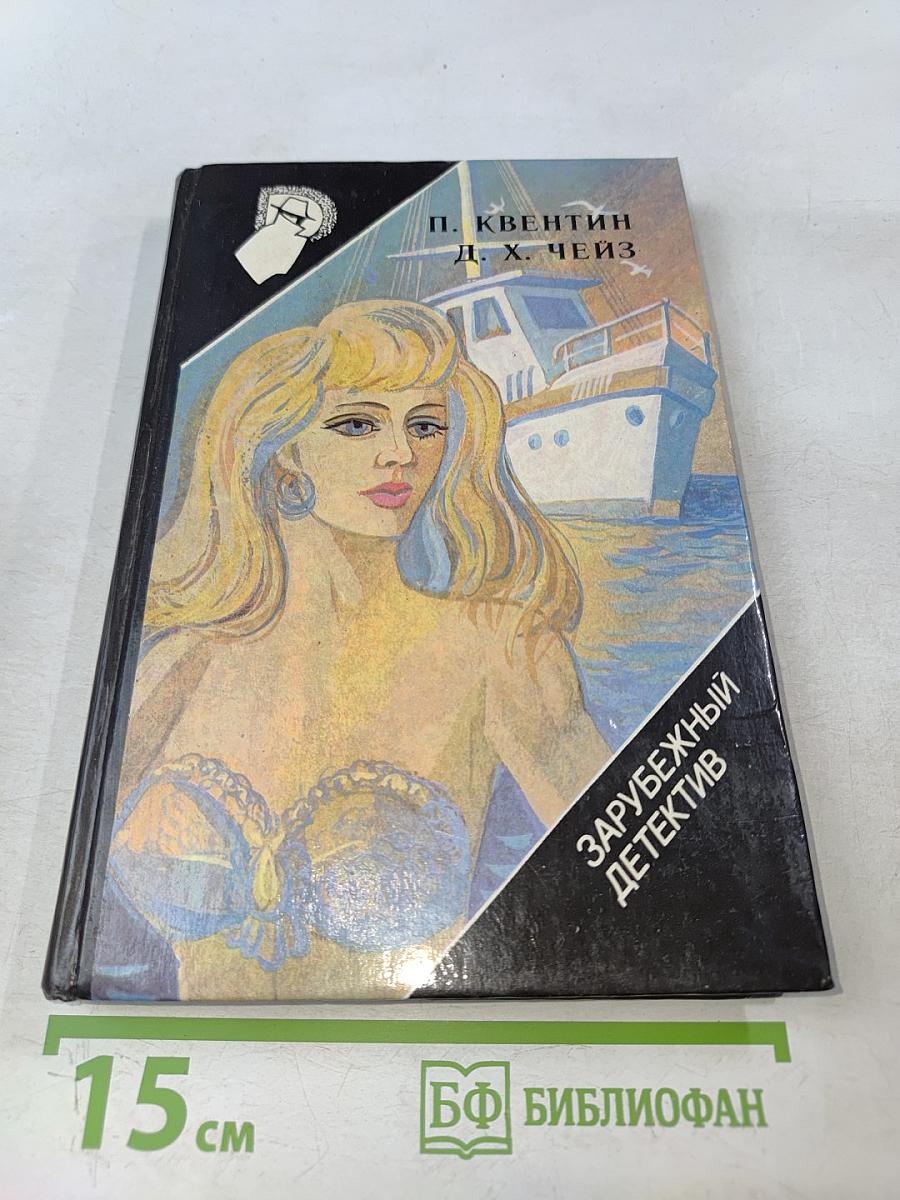 П. КВЕНТИН
Д. Х. ЧЕЙЗ
ЗАРУБЕЖНЫЙ
ДЕТЕКТИВ
15 см
БФ БИБЛИОФАН